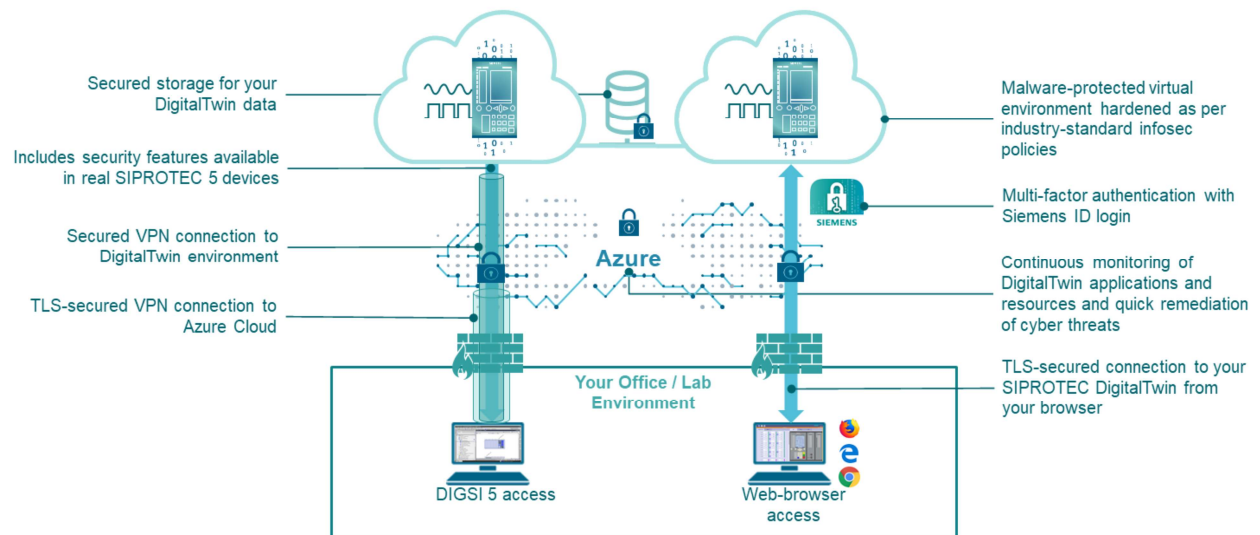 Secured storage for your
DigitalTwin data
Includes security features available
in real SIPROTEC 5 devices
Secured VPN connection to
DigitalTwin environment
TLS-secured VPN connection to
Azure Cloud
Malware-protected virtual
environment hardened as per
industry-standard infosec
policies
SIEMENS
Multi-factor authentication with
Siemens ID login
Azure
Continuous monitoring of
DigitalTwin applications and
resources and quick remediation
of cyber threats
TLS-secured connection to your
SIPROTEC DigitalTwin from
your browser
Your Office / Lab
Environment
DIGSI 5 access
Web-browser
access